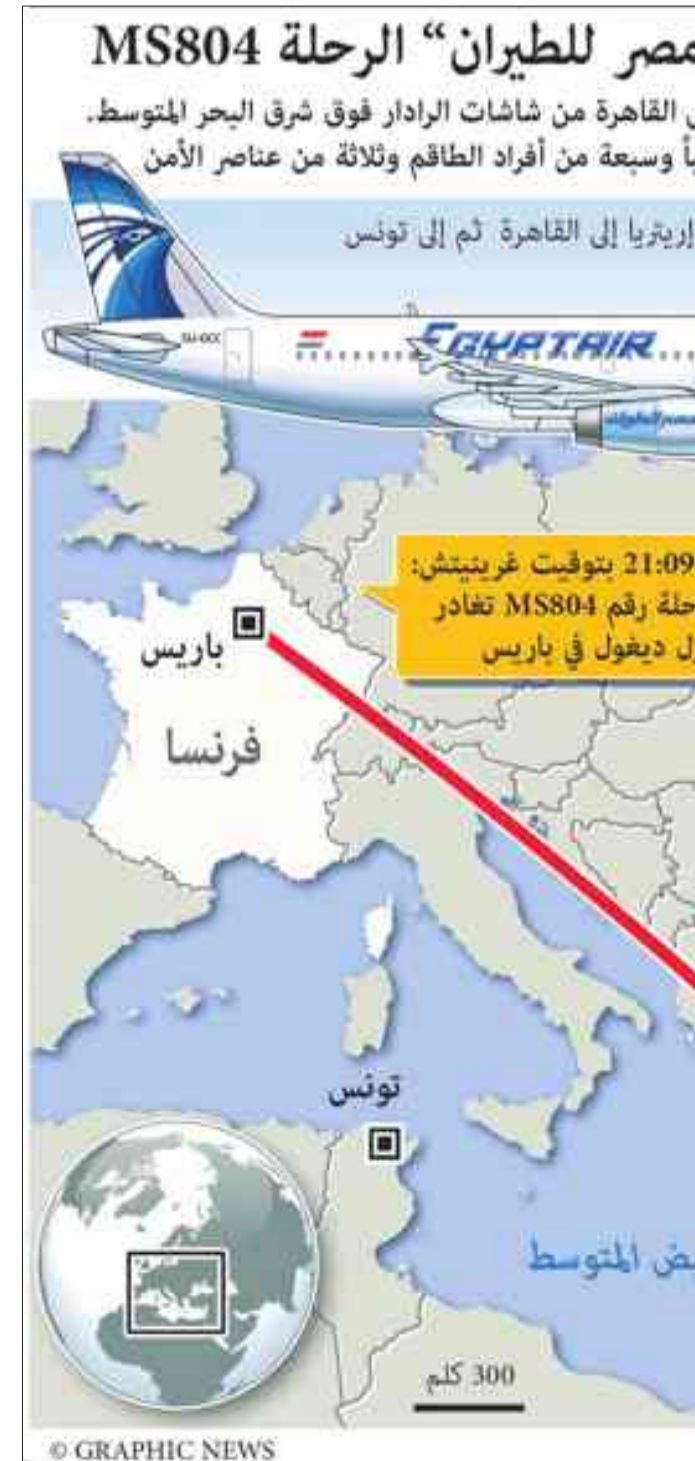 مصر للطيران“ الرحلة MS804
القاهرة من شاشات الرادار فوق شرق البحر المتوسط.
وسبعة من أفراد الطاقم وثلاثة من عناصر الأمن
إريتريا إلى القاهرة ثم إلى تونس
EGYPTAIR
21:09 بتوقيت غرينيتش:
رقم MS804 تغادر
ديغول في باريس
باريس
فرنسا
تونس
المتوسط
300 كلم
© GRAPHIC NEWS